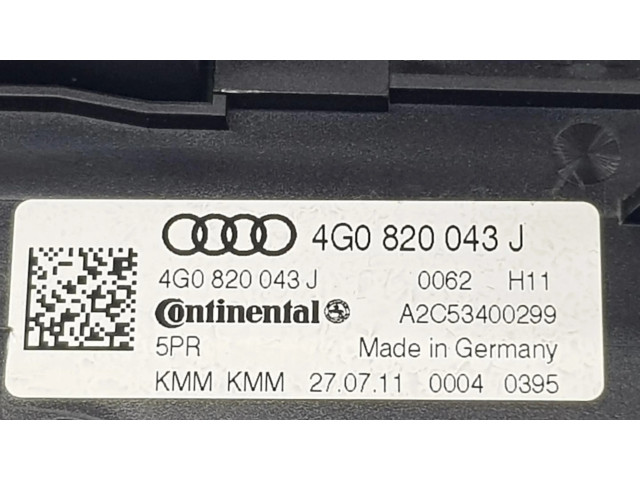 4G0 820 043 J
4G0 820 043 J 0062 H11
Continental A2C53400299
5PR Made in Germany
KMM KMM 27.07.11 0004 0395